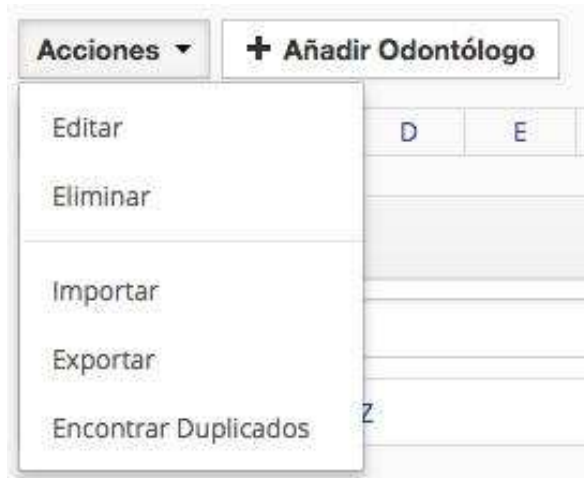 Acciones
+ Añadir Odontólogo
Editar
D
E
Eliminar
Importar
Exportar
Encontrar Duplicados
Z